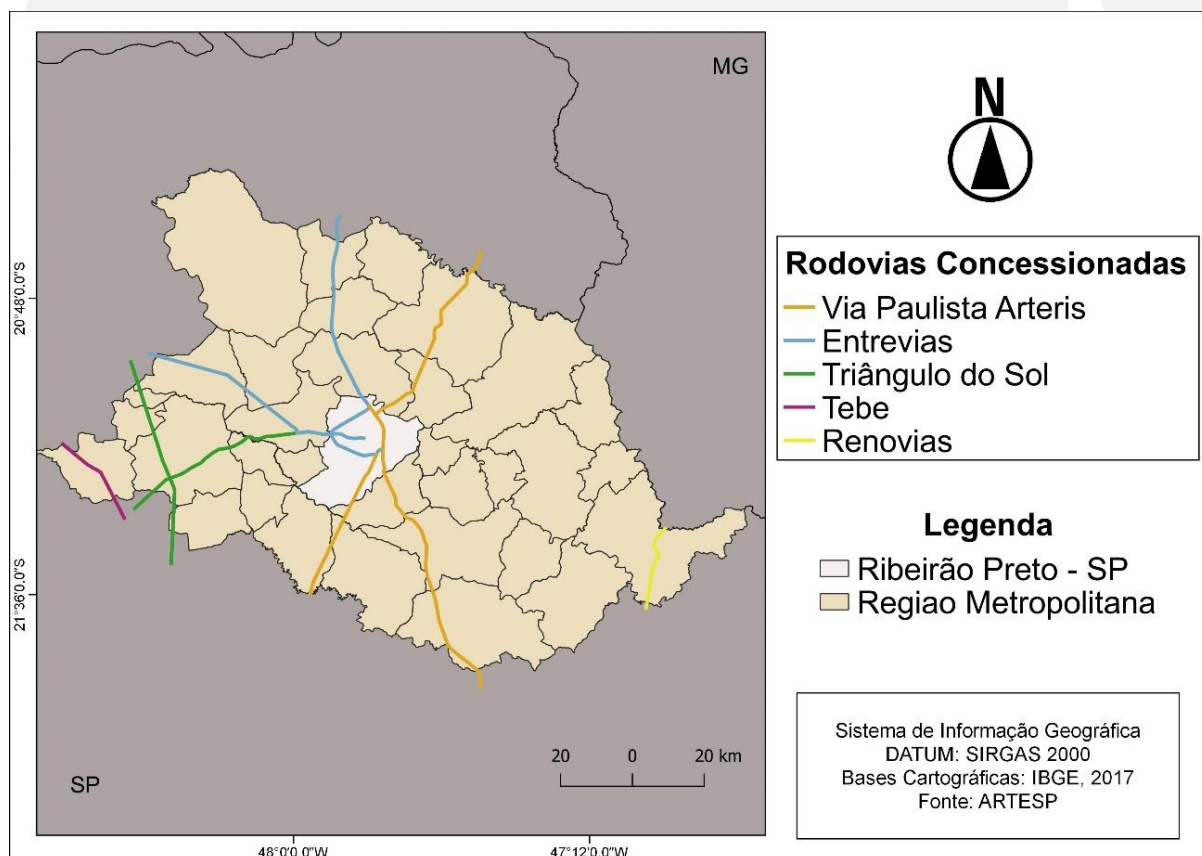 MG
SP
20°48'0.0"S
21°36'0.0"S
48°0'0.0"W
47°12'0.0"W
20 0 20 km
N
Rodovias Concessionadas
Via Paulista Arteris
Entrevias
Triângulo do Sol
Tebe
Renovias
Legenda
Ribeirão Preto - SP
Regiao Metropolitana
Sistema de Informação Geográfica
DATUM: SIRGAS 2000
Bases Cartográficas: IBGE, 2017
Fonte: ARTESP